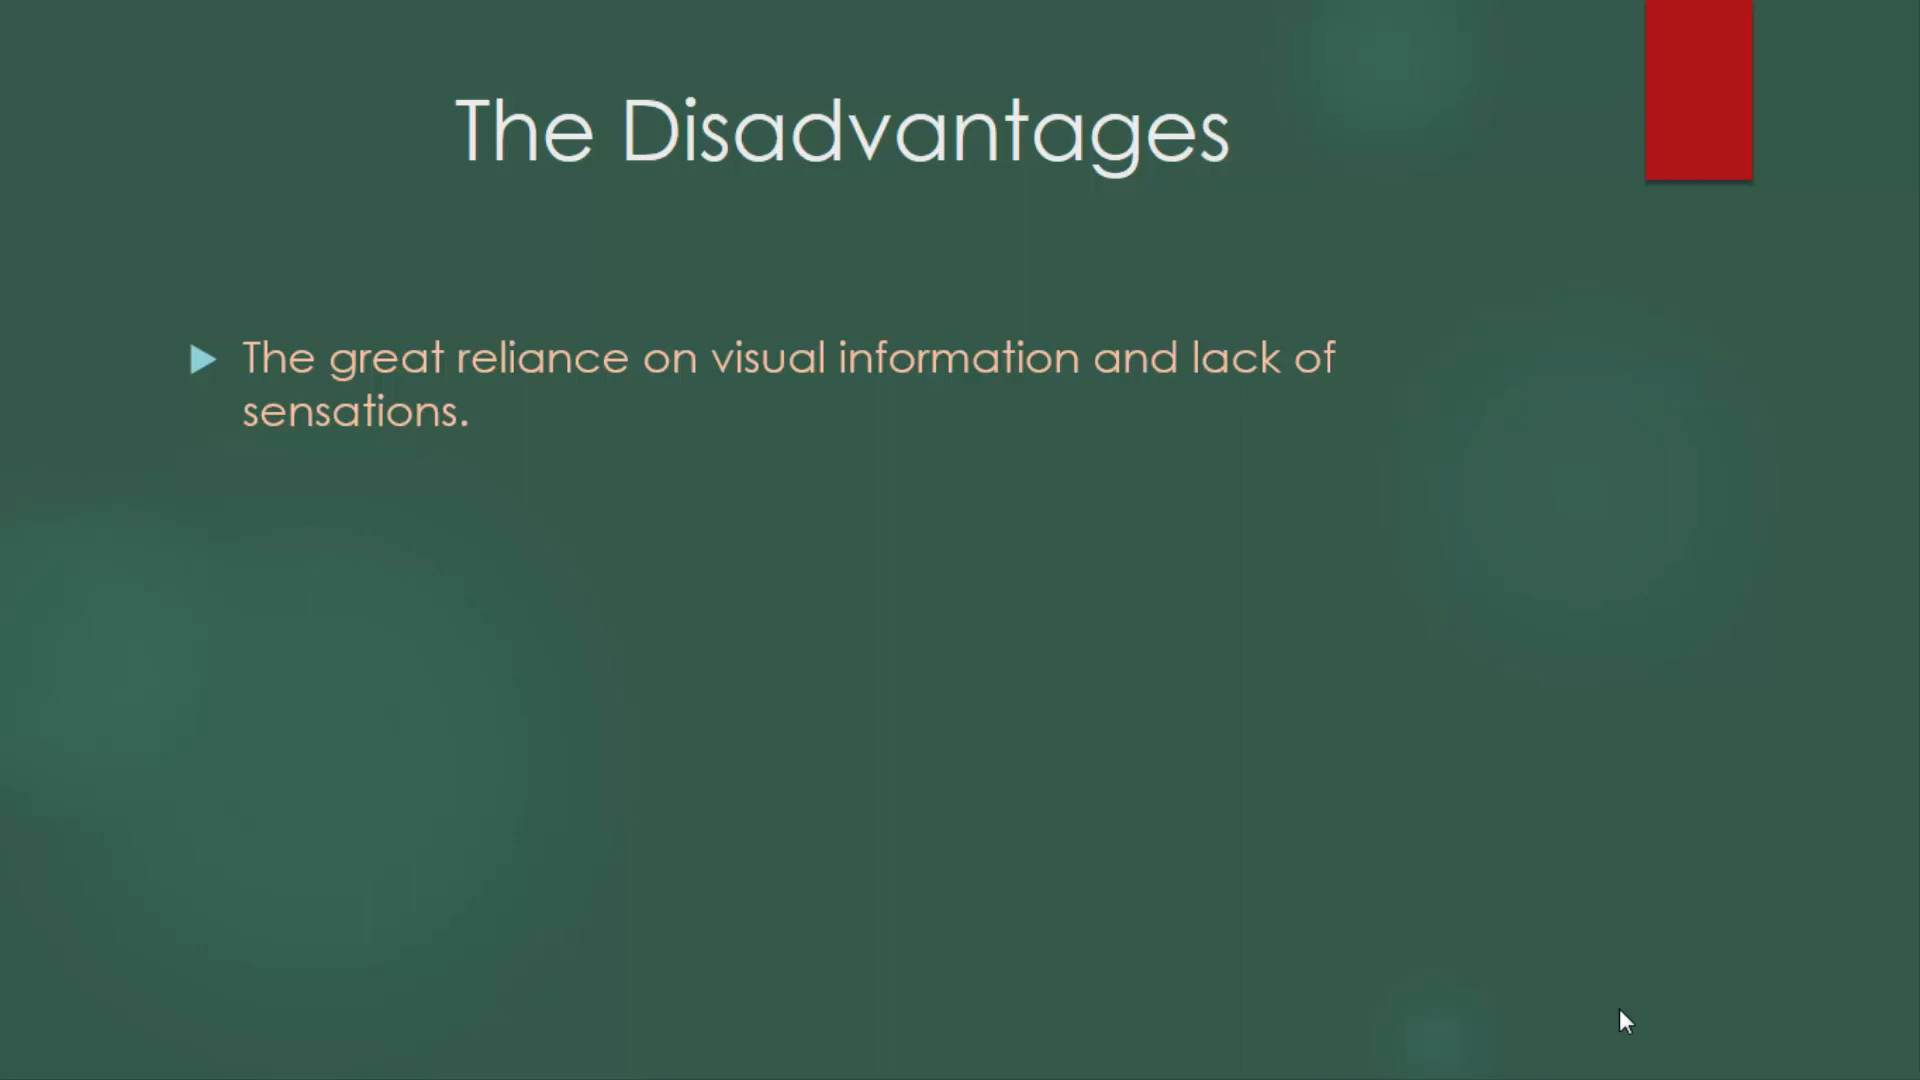 The Disadvantages
The great reliance on visual information and lack of
sensations.